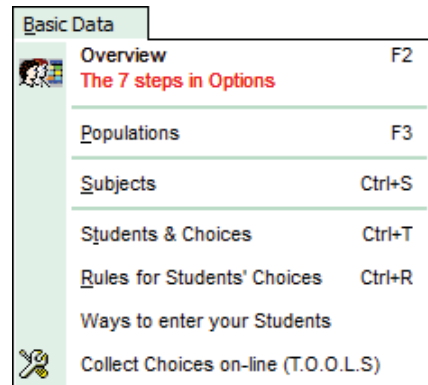 Basic Data
Overview F2
The 7 steps in Options
Populations F3
Subjects Ctrl+S
Students & Choices Ctrl+T
Rules for Students' Choices Ctrl+R
Ways to enter your Students
Collect Choices on-line (T.O.O.L.S)